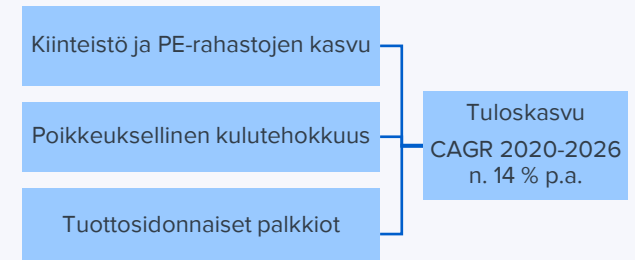 Kiinteistö ja PE-rahastojen kasvu
Poikkeuksellinen kulutehokkuus
Tuottosidonnaiset palkkiot
Tuloskasvu
CAGR 2020-2026
n. 14 % p.a.